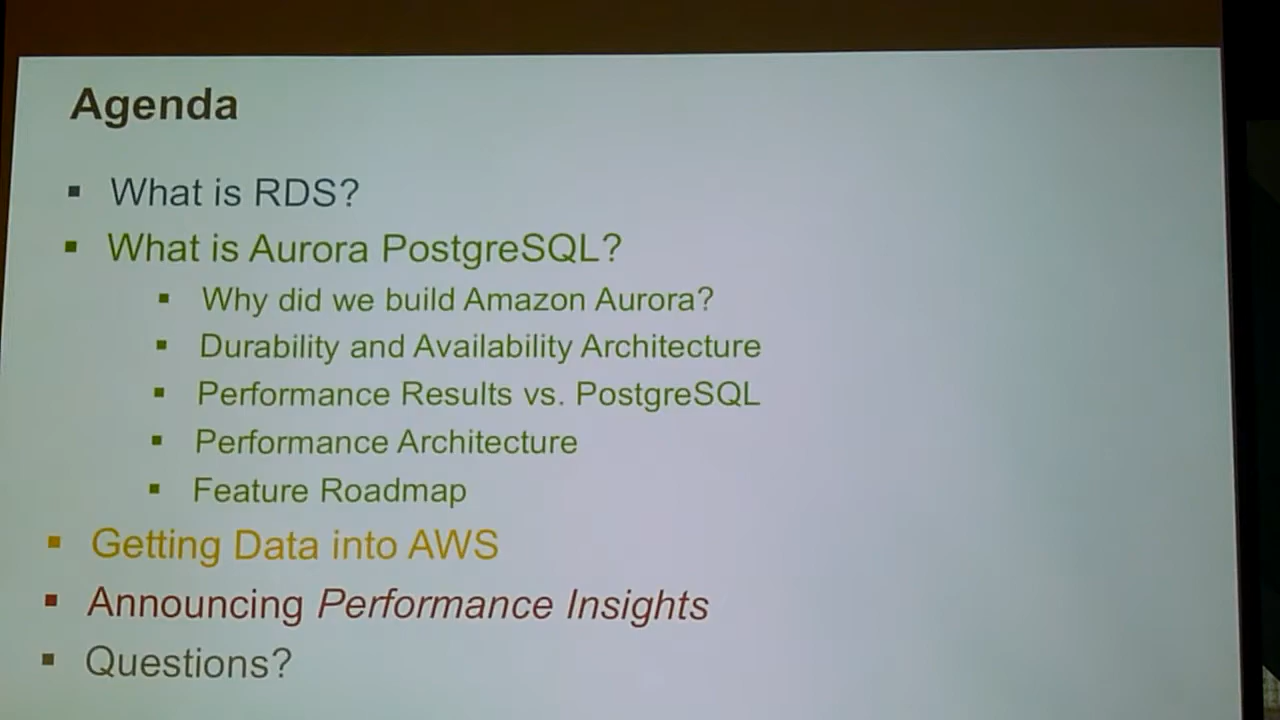 Agenda
What is RDS?
What is Aurora PostgreSQL?
Why did we build Amazon Aurora?
Durability and Availability Architecture
Performance Results vs. PostgreSQL
Performance Architecture
Feature Roadmap
Getting Data into AWS
Announcing Performance Insights
Questions?